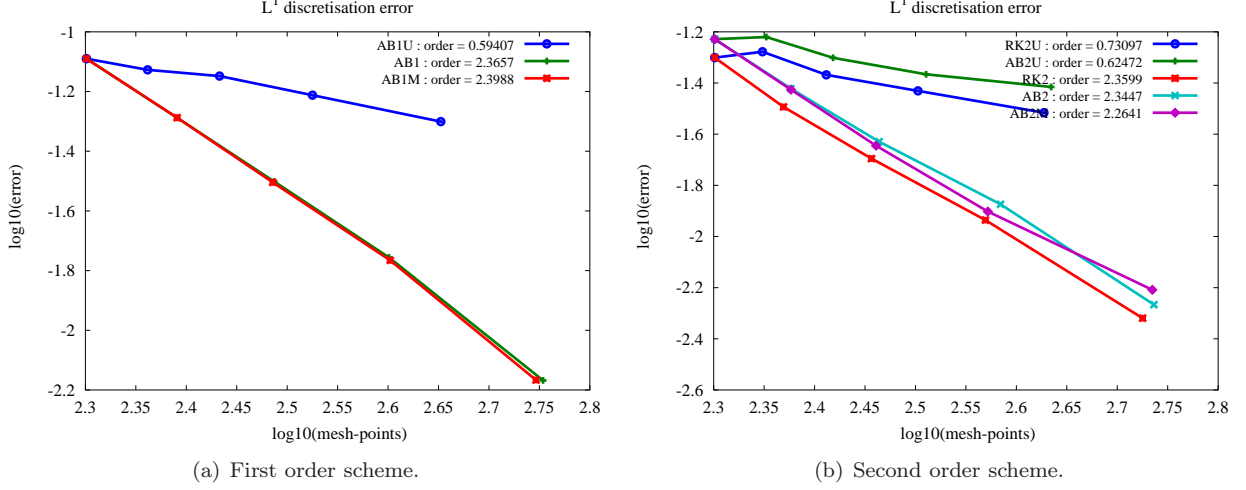 L¹ discretisation error
-1
-1.2
-1.4
-1.6
-1.8
-2
-2.2
log10(error)
AB1U : order = 0.59407
AB1 : order = 2.3657
AB1M : order = 2.3988
2.3 2.35 2.4 2.45 2.5 2.55 2.6 2.65 2.7 2.75 2.8
log10(mesh-points)
(a) First order scheme.
L¹ discretisation error
-1.2
-1.4
-1.6
-1.8
-2
-2.2
-2.4
-2.6
log10(error)
RK2U : order = 0.73097
AB2U : order = 0.62472
RK2 : order = 2.3599
AB2 : order = 2.3447
AB2M : order = 2.2641
2.3 2.35 2.4 2.45 2.5 2.55 2.6 2.65 2.7 2.75 2.8
log10(mesh-points)
(b) Second order scheme.